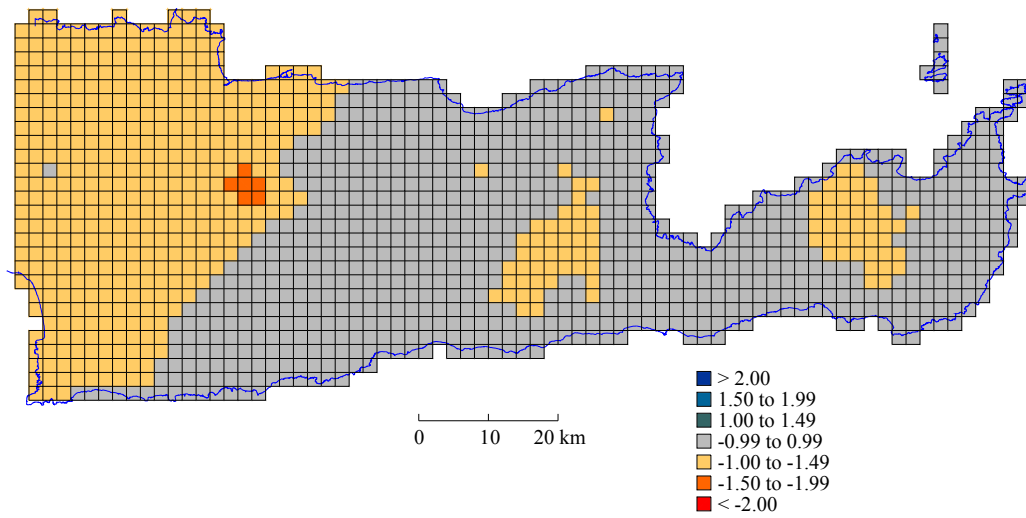 > 2.00
1.50 to 1.99
1.00 to 1.49
-0.99 to 0.99
-1.00 to -1.49
-1.50 to -1.99
< -2.00
0 10 20 km